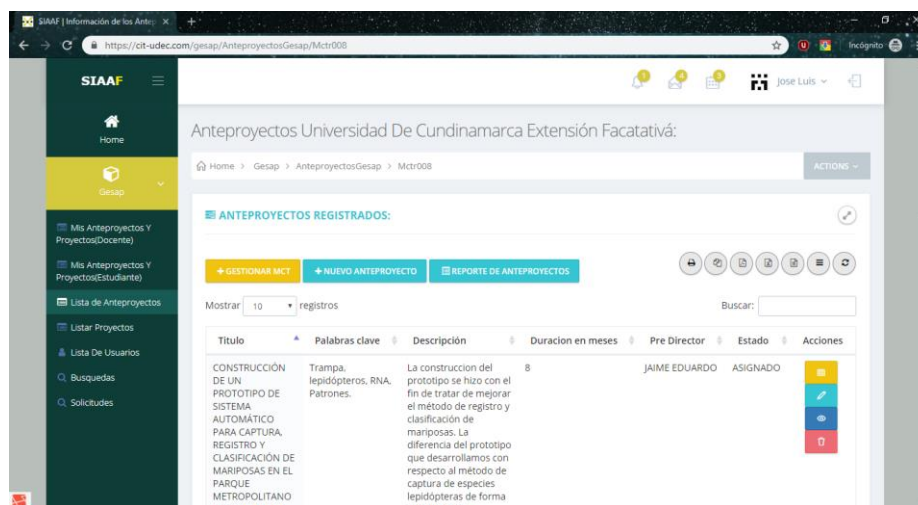 SIAAF | Información de los Antep
https://cit-udec.com/gesap/AnteproyectosGesap/Mctr008
Incógnito
SIAAF
Jose Luis
Home
Gesap
Mis Anteproyectos Y
Proyectos(Docente)
Mis Anteproyectos Y
Proyectos(Estudiante)
Lista de Anteproyectos
Listar Proyectos
Lista De Usuarios
Busquedas
Solicitudes
Anteproyectos Universidad De Cundinamarca Extensión Facatativá:
Home > Gesap > AnteproyectosGesap > Mctr008
ACTIONS
ANTEPROYECTOS REGISTRADOS:
+GESTIONAR MCT
+NUEVO ANTEPROYECTO
REPORTE DE ANTEPROYECTOS
Mostrar 10 registros
Buscar:
Titulo Palabras clave Descripción Duracion en meses Pre Director Estado Acciones
CONSTRUCCIÓN
DE UN
PROTOTIPO DE
SISTEMA
AUTOMÁTICO
PARA CAPTURA,
REGISTRO Y
CLASIFICACIÓN DE
MARIPOSAS EN EL
PARQUE
METROPOLITANO
Trampa,
lepidópteros, RNA,
Patrones.
La construccion del
prototipo se hizo con el
fin de tratar de mejorar
el método de registro y
clasificación de
mariposas. La
diferencia del prototipo
que desarrollamos con
respecto al método de
captura de especies
lepidópteras de forma
8
JAIME EDUARDO
ASIGNADO